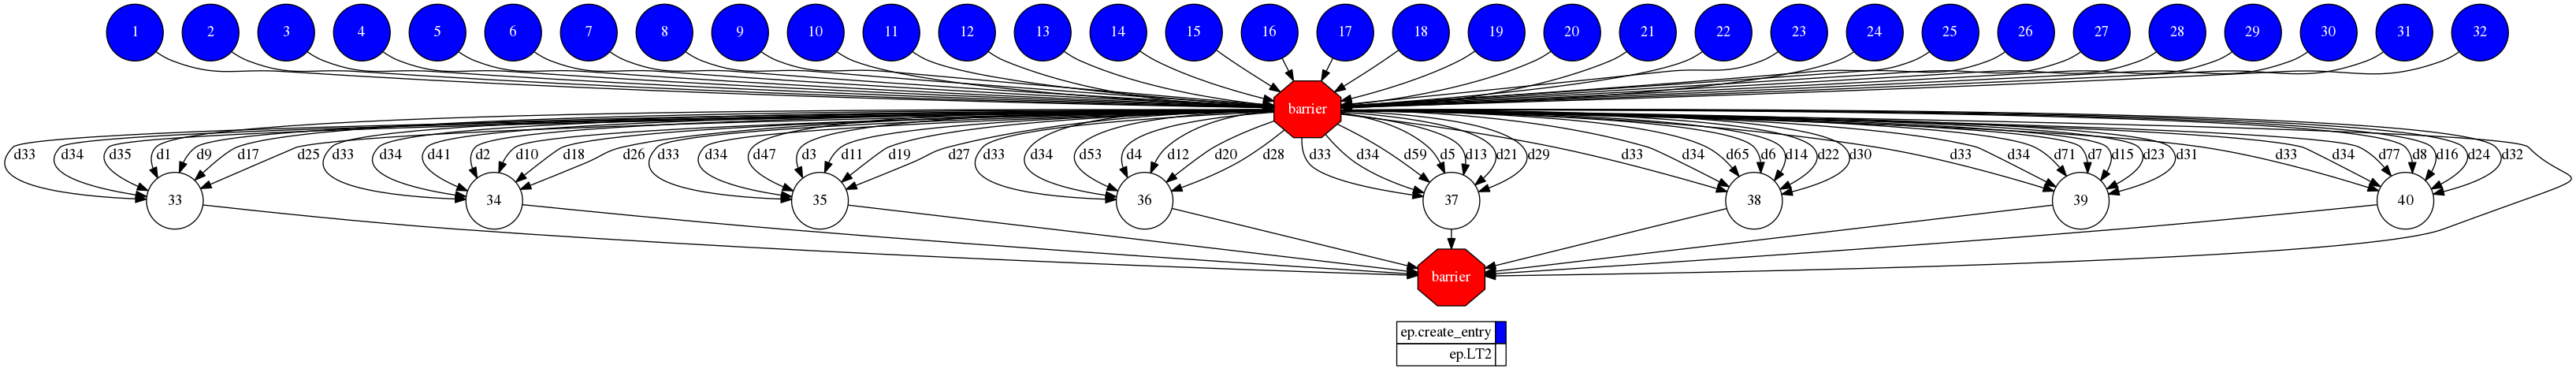 1 2 3 4 5 6 7 8 9 10 11 12 13 14 15 16 17 18 19 20 21 22 23 24 25 26 27 28 29 30 31 32
barrier
d33 d34 d35 d1 d9 d17 d25 d33 d34 d41 d2 d10 d18 d26 d33 d34 d47 d3 d11 d19 d27 d33 d34 d53 d4 d12 d20 d28 d33 d34 d59 d5 d13 d21 d29 d33 d34 d65 d6 d14 d22 d30 d33 d34 d71 d7 d15 d23 d31 d33 d34 d77 d8 d16 d24 d32
33 34 35 36 37 38 39 40
barrier
ep.create_entry
ep.LT2